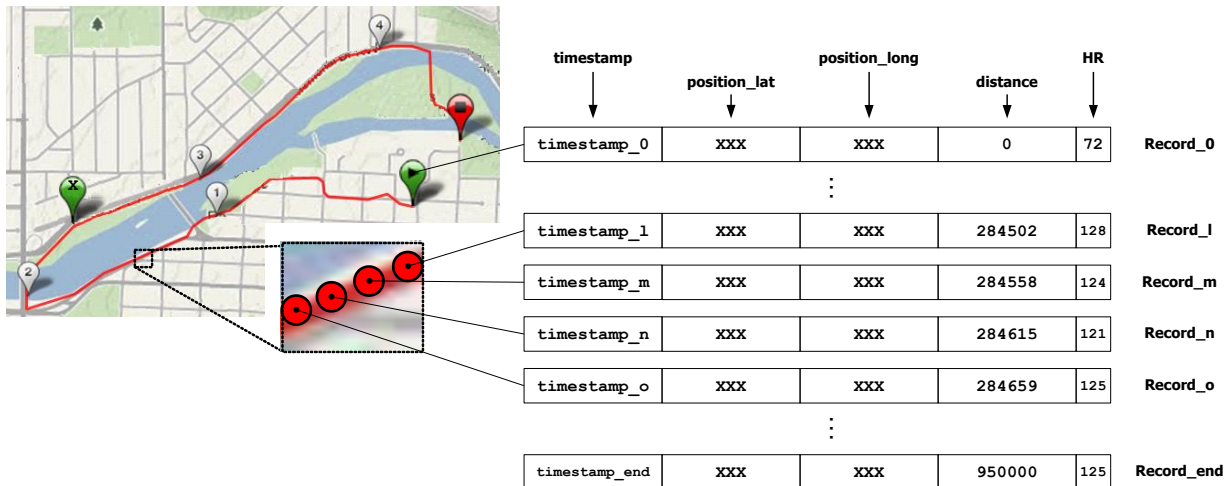 timestamp
position_lat
position_long
distance
HR
timestamp_0 XXX XXX 0 72 Record_0
timestamp_l XXX XXX 284502 128 Record_l
timestamp_m XXX XXX 284558 124 Record_m
timestamp_n XXX XXX 284615 121 Record_n
timestamp_o XXX XXX 284659 125 Record_o
timestamp_end XXX XXX 950000 125 Record_end
4
3
X
1
2